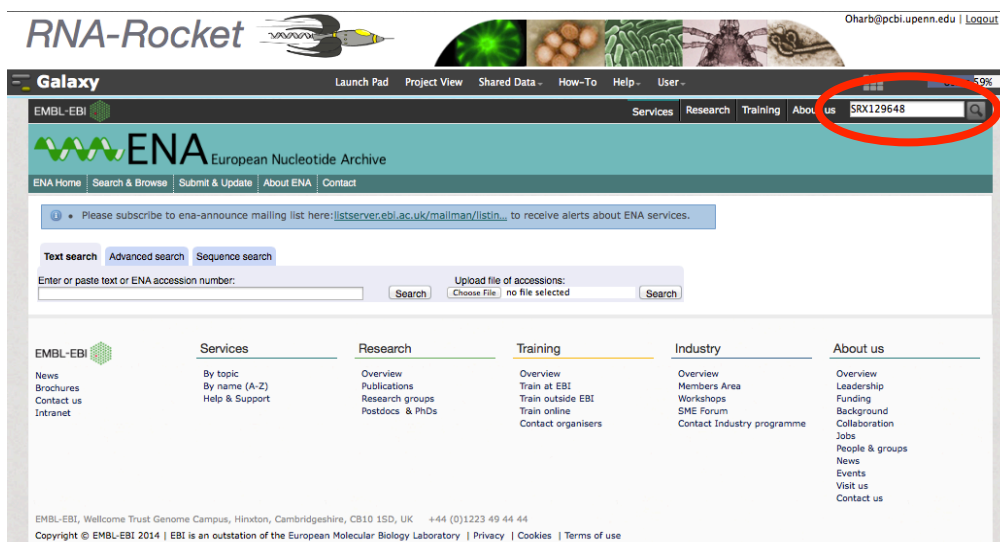 RNA-Rocket
Oharb@pcbi.upenn.edu | Logout
Galaxy
Launch Pad Project View Shared Data How-To Help User
59%
EMBL-EBI
Services Research Training About us
SRX129648
ENA European Nucleotide Archive
ENA Home Search & Browse Submit & Update About ENA Contact
• Please subscribe to ena-announce mailing list here:listserver.ebi.ac.uk/mailman/listin... to receive alerts about ENA services.
Text search Advanced search Sequence search
Enter or paste text or ENA accession number: Upload file of accessions:
Search Choose File no file selected Search
EMBL-EBI Services Research Training Industry About us
News By topic Overview Overview Overview Overview
Brochures By name (A-Z) Publications Train at EBI Members Area Leadership
Contact us Help & Support Research groups Train outside EBI Workshops Funding
Intranet Postdocs & PhDs Train online SME Forum Background
Contact organisers Contact Industry programme Collaboration
Jobs
People & groups
News
Events
Visit us
Contact us
EMBL-EBI, Wellcome Trust Genome Campus, Hinxton, Cambridgeshire, CB10 1SD, UK +44 (0)1223 49 44 44
Copyright © EMBL-EBI 2014 | EBI is an outstation of the European Molecular Biology Laboratory | Privacy | Cookies | Terms of use